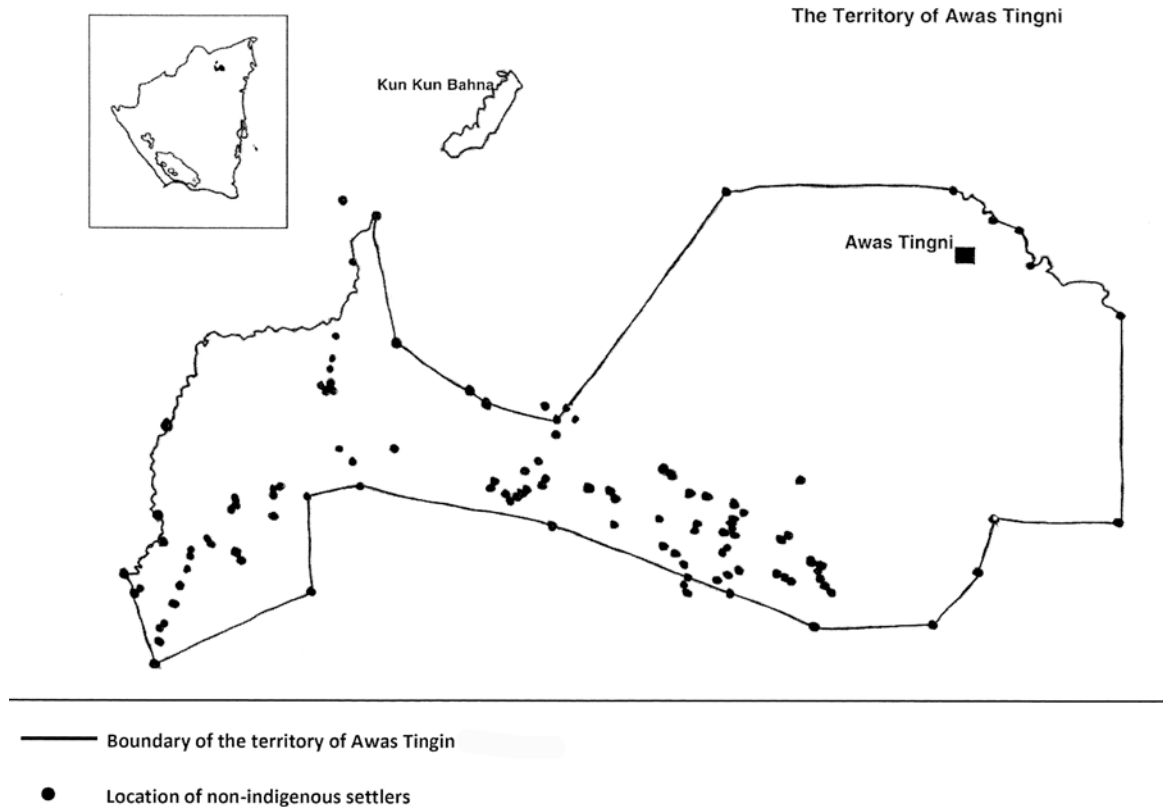 The Territory of Awas Tingni
Kun Kun Bahna
Awas Tingni
Boundary of the territory of Awas Tingin
Location of non-indigenous settlers